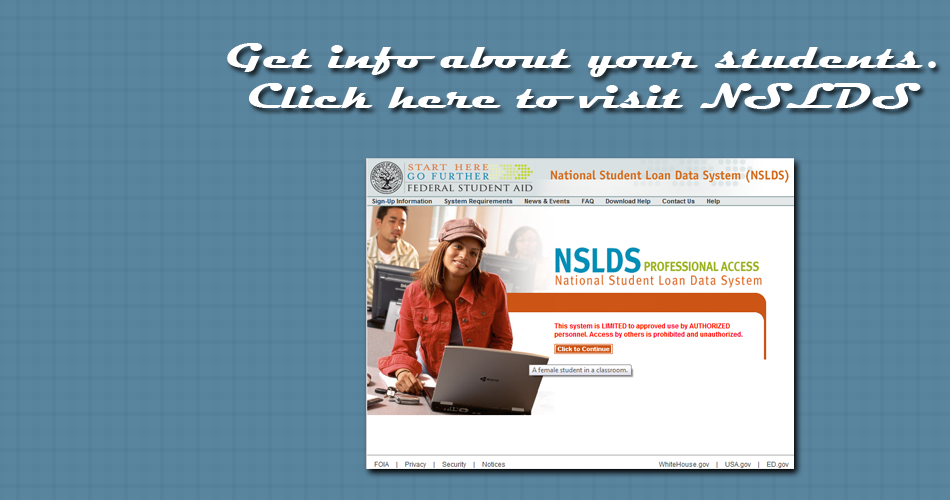 Get info about your students.
Click here to visit NSLDS
START HERE
GO FURTHER
FEDERAL STUDENT AID
National Student Loan Data System (NSLDS)
Sign-Up Information System Requirements News & Events FAQ Download Help Contact Us Help
NSLDS PROFESSIONAL ACCESS
National Student Loan Data System
This system is LIMITED to approved use by AUTHORIZED
personnel. Access by others is prohibited and unauthorized.
Click to Continue
A female student in a classroom.
FOIA | Privacy | Security | Notices WhiteHouse.gov | USA.gov | ED.gov